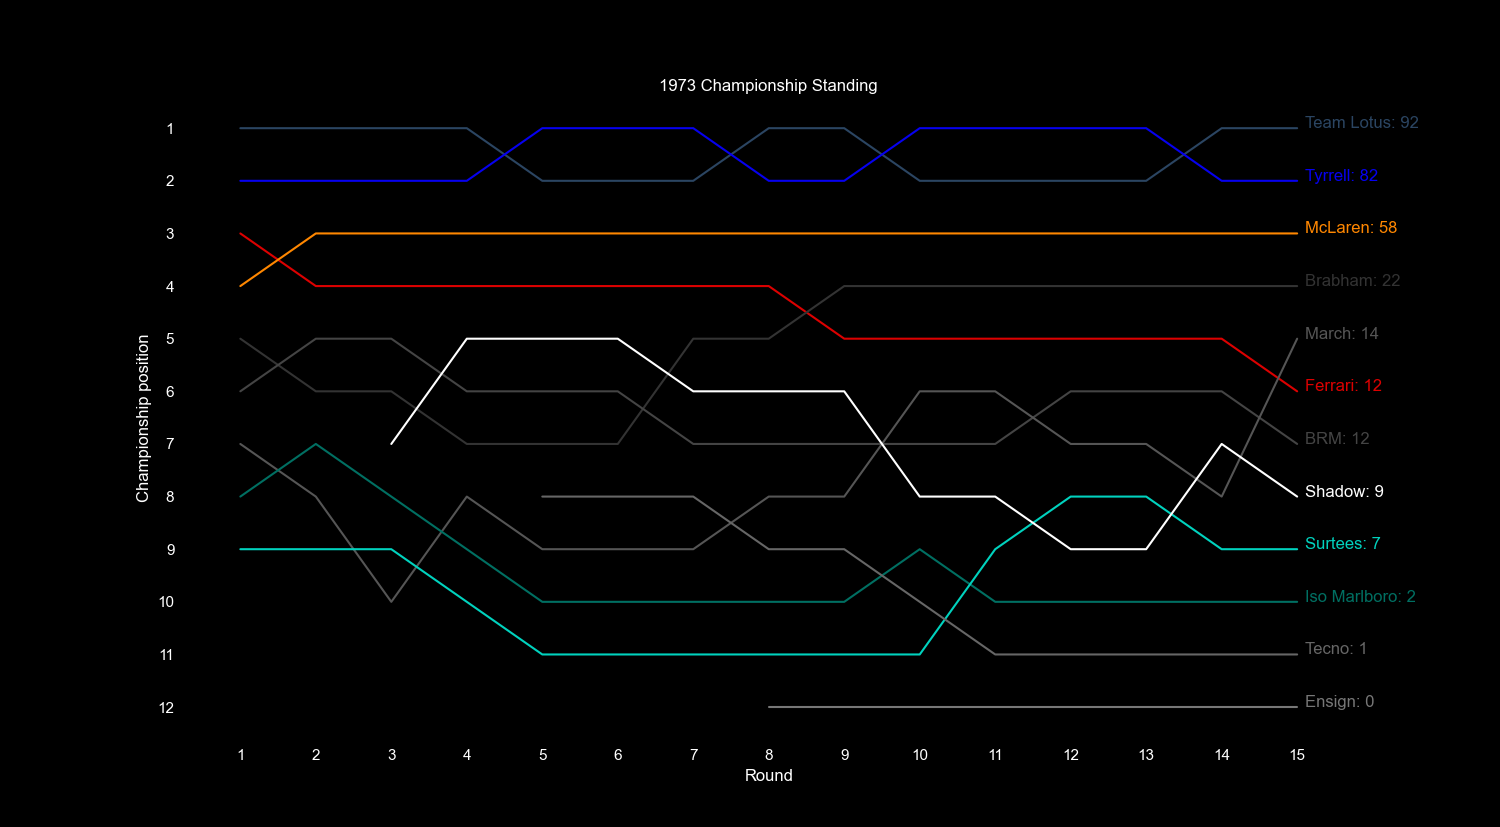 1973 Championship Standing
1
2
3
4
5
6
7
8
9
10
11
12
Championship position
Team Lotus: 92
Tyrrell: 82
McLaren: 58
Brabham: 22
March: 14
Ferrari: 12
BRM: 12
Shadow: 9
Surtees: 7
Iso Marlboro: 2
Tecno: 1
Ensign: 0
1 2 3 4 5 6 7 8 9 10 11 12 13 14 15
Round